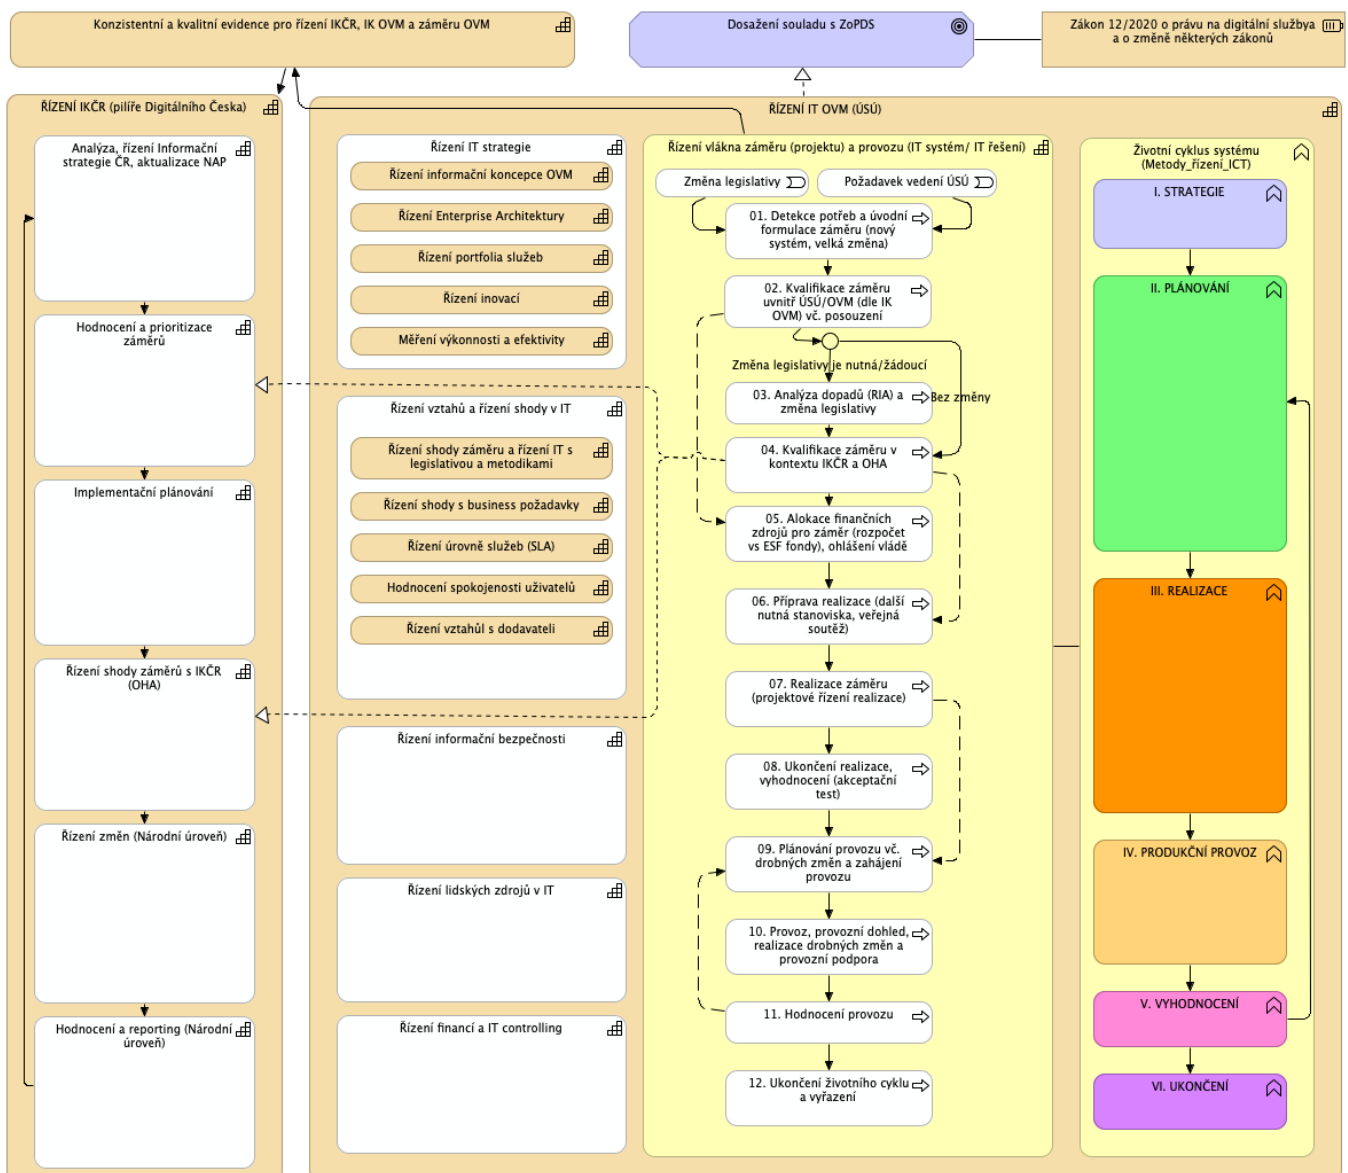 Konzistentní a kvalitní evidence pro řízení IKČR, IK OVM a záměru OVM
Dosažení souladu s ZoPDS
Zákon 12/2020 o právu na digitální službya
a o změně některých zákonů
ŘÍZENÍ IKČR (pilíře Digitálního Česka)
Analýza, řízení Informační
strategie ČR, aktualizace NAP
Hodnocení a prioritizace
záměrů
Implementační plánování
Řízení shody záměrů s IKČR
(OHA)
Řízení změn (Národní úroveň)
Hodnocení a reporting (Národní
úroveň)
ŘÍZENÍ IT OVM (ÚSÚ)
Řízení IT strategie
Řízení informační koncepce OVM
Řízení Enterprise Architektury
Řízení portfolia služeb
Řízení inovací
Měření výkonnosti a efektivity
Řízení vztahů a řízení shody v IT
Řízení shody záměru a řízení IT s
legislativou a metodikami
Řízení shody s business požadavky
Řízení úrovně služeb (SLA)
Hodnocení spokojenosti uživatelů
Řízení vztahůl s dodavateli
Řízení informační bezpečnosti
Řízení lidských zdrojů v IT
Řízení financí a IT controlling
Řízení vlákna záměru (projektu) a provozu (IT systém/ IT řešení)
Změna legislativy
Požadavek vedení ÚSÚ
01. Detekce potřeb a úvodní
formulace záměru (nový
systém, velká změna)
02. Kvalifikace záměru
uvnitř ÚSÚ/OVM (dle IK
OVM) vč. posouzení
Změna legislativy je nutná/žádoucí
03. Analýza dopadů (RIA) a
změna legislativy
Bez změny
04. Kvalifikace záměru v
kontextu IKČR a OHA
05. Alokace finančních
zdrojů pro záměr (rozpočet
vs ESF fondy), ohlášení vládě
06. Příprava realizace (další
nutná stanoviska, veřejná
soutěž)
07. Realizace záměru
(projektové řízení realizace)
08. Ukončení realizace,
vyhodnocení (akceptační
test)
09. Plánování provozu vč.
drobných změn a zahájení
provozu
10. Provoz, provozní dohled,
realizace drobných změn a
provozní podpora
11. Hodnocení provozu
12. Ukončení životního cyklu
a vyřazení
Životní cyklus systému
(Metody_řízení_ICT)
I. STRATEGIE
II. PLÁNOVÁNÍ
III. REALIZACE
IV. PRODUKČNÍ PROVOZ
V. VYHODNOCENÍ
VI. UKONČENÍ